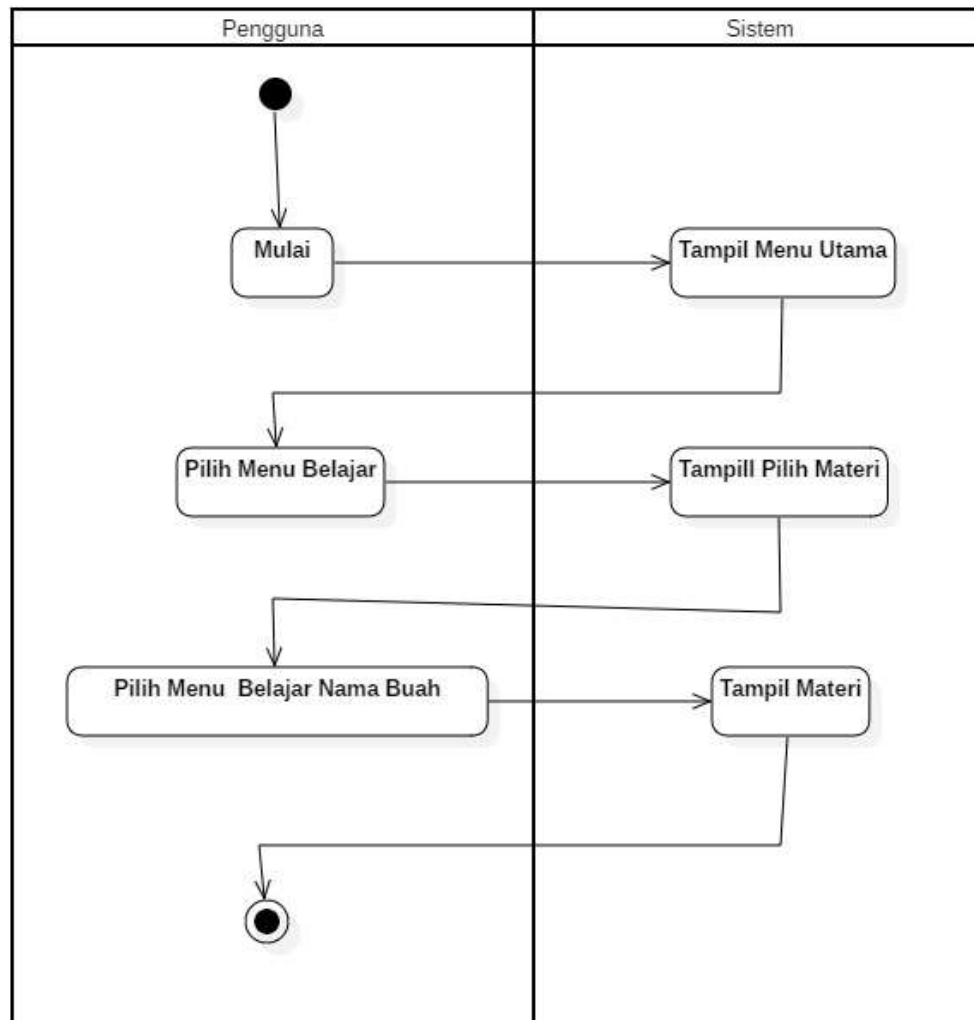 Pengguna
Sistem
Mulai
Tampil Menu Utama
Pilih Menu Belajar
Tampill Pilih Materi
Pilih Menu  Belajar Nama Buah
Tampil Materi